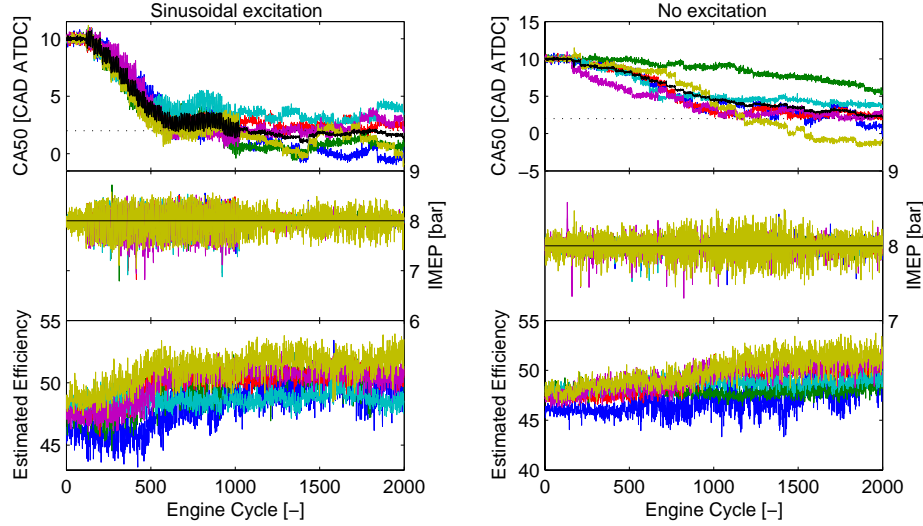 Sinusoidal excitation
CA50 [CAD ATDC]
10
5
0
9
IMEP [bar]
8
7
6
Estimated Efficiency
55
50
45
0 500 1000 1500 2000
Engine Cycle [−]
No excitation
CA50 [CAD ATDC]
15
10
5
0
−5
9
IMEP [bar]
8
7
Estimated Efficiency
55
50
45
40
0 500 1000 1500 2000
Engine Cycle [−]